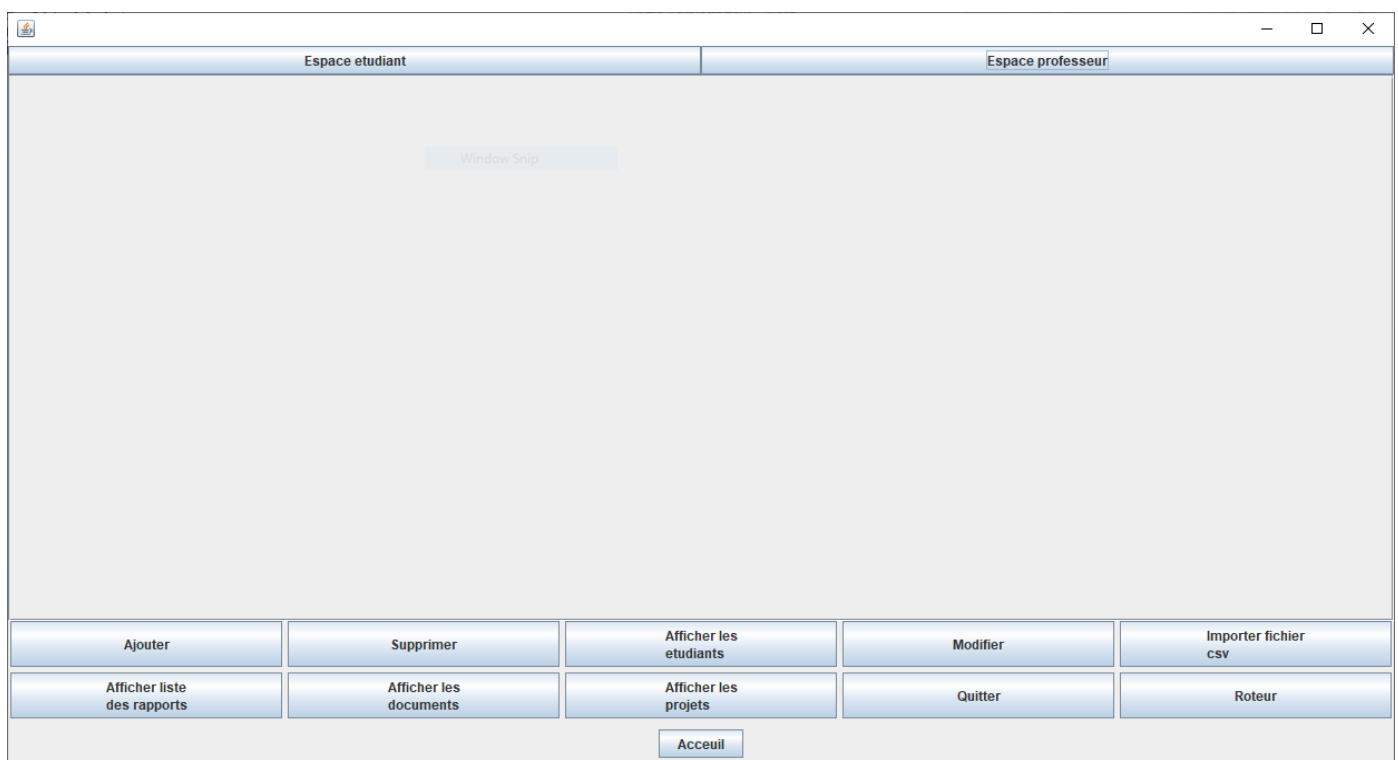 Espace etudiant
Espace professeur
Window Snip
Ajouter
Supprimer
Afficher les
etudiants
Modifier
Importer fichier
csv
Afficher liste
des rapports
Afficher les
documents
Afficher les
projets
Quitter
Roteur
Acceuil